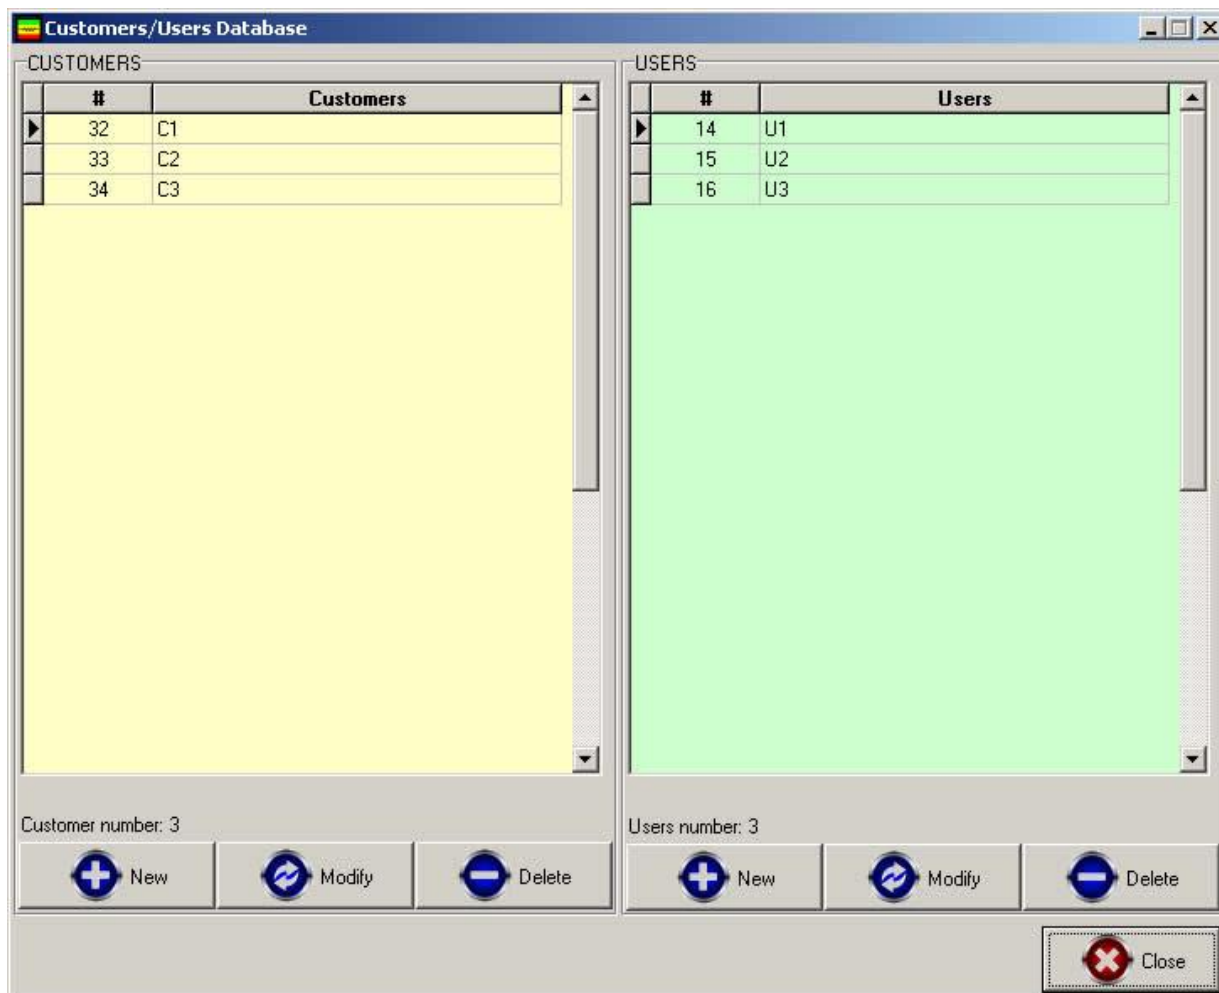 Customers/Users Database
CUSTOMERS
# Customers
32 C1
33 C2
34 C3
Customer number: 3
New Modify Delete
USERS
# Users
14 U1
15 U2
16 U3
Users number: 3
New Modify Delete
Close